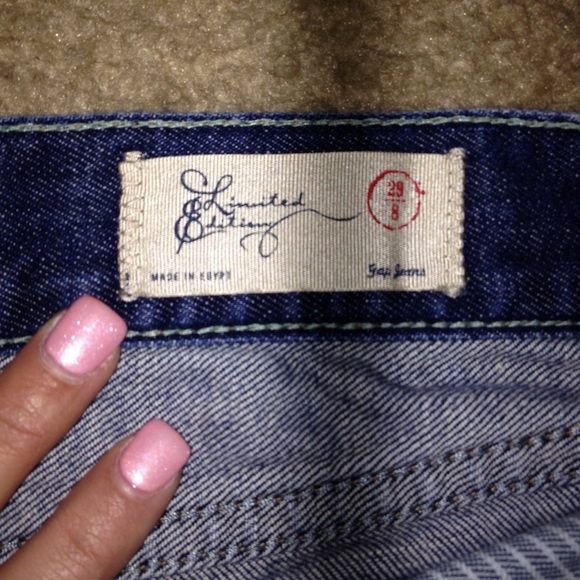 Limited
Edition
29
8
MADE IN EGYPT
Gap Jeans